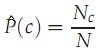 P̂(c) = N_c / N